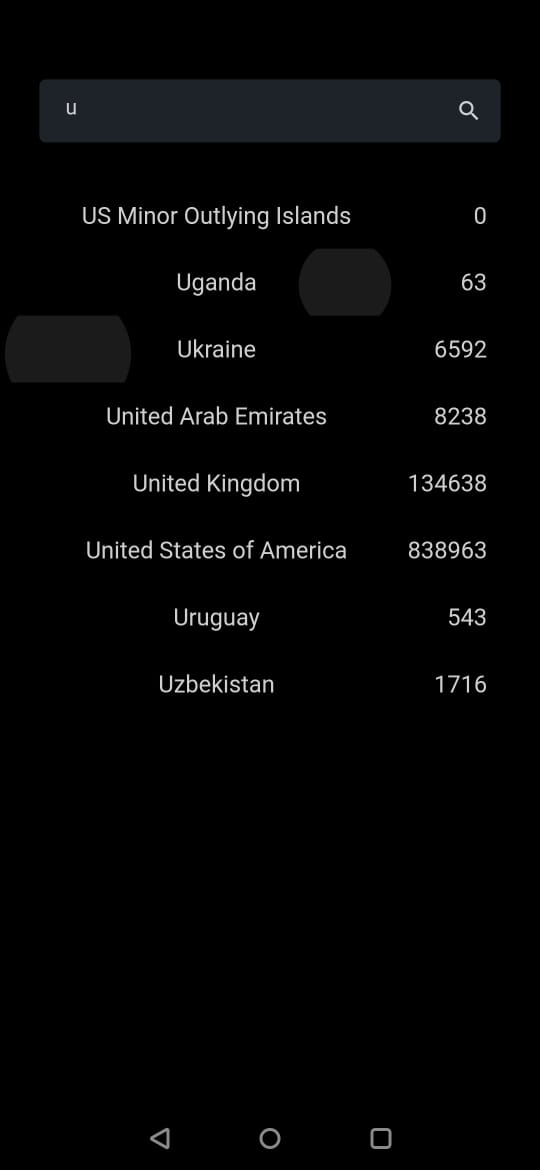 u
US Minor Outlying Islands 0
Uganda 63
Ukraine 6592
United Arab Emirates 8238
United Kingdom 134638
United States of America 838963
Uruguay 543
Uzbekistan 1716